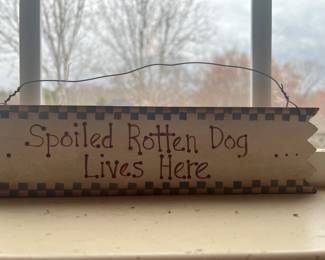 . Spoiled Rotten Dog ...
Lives Here